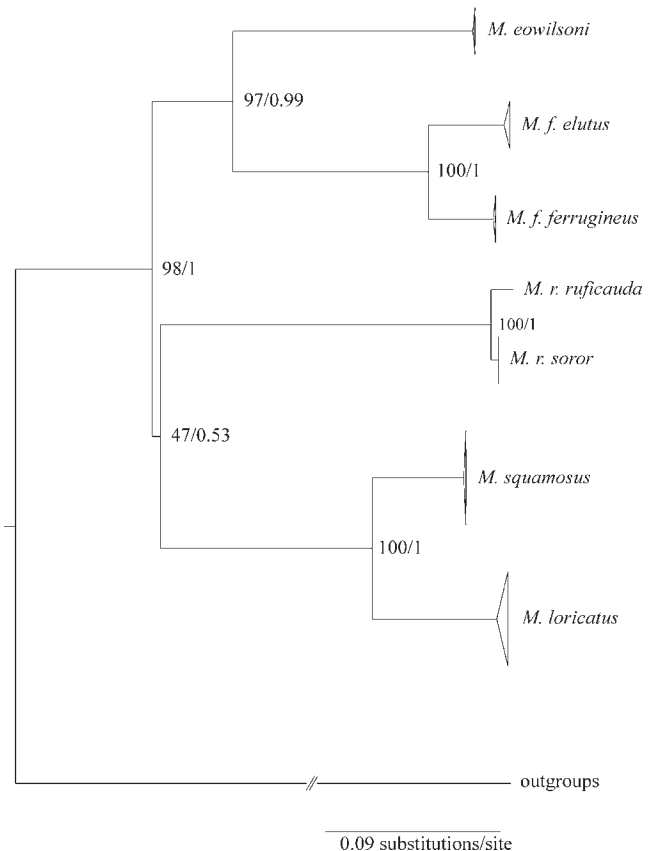 M. eowilsoni
97/0.99
M. f. elutus
100/1
M. f. ferrugineus
98/1
M. r. ruficauda
100/1
M. r. soror
47/0.53
M. squamosus
100/1
M. loricatus
outgroups
0.09 substitutions/site